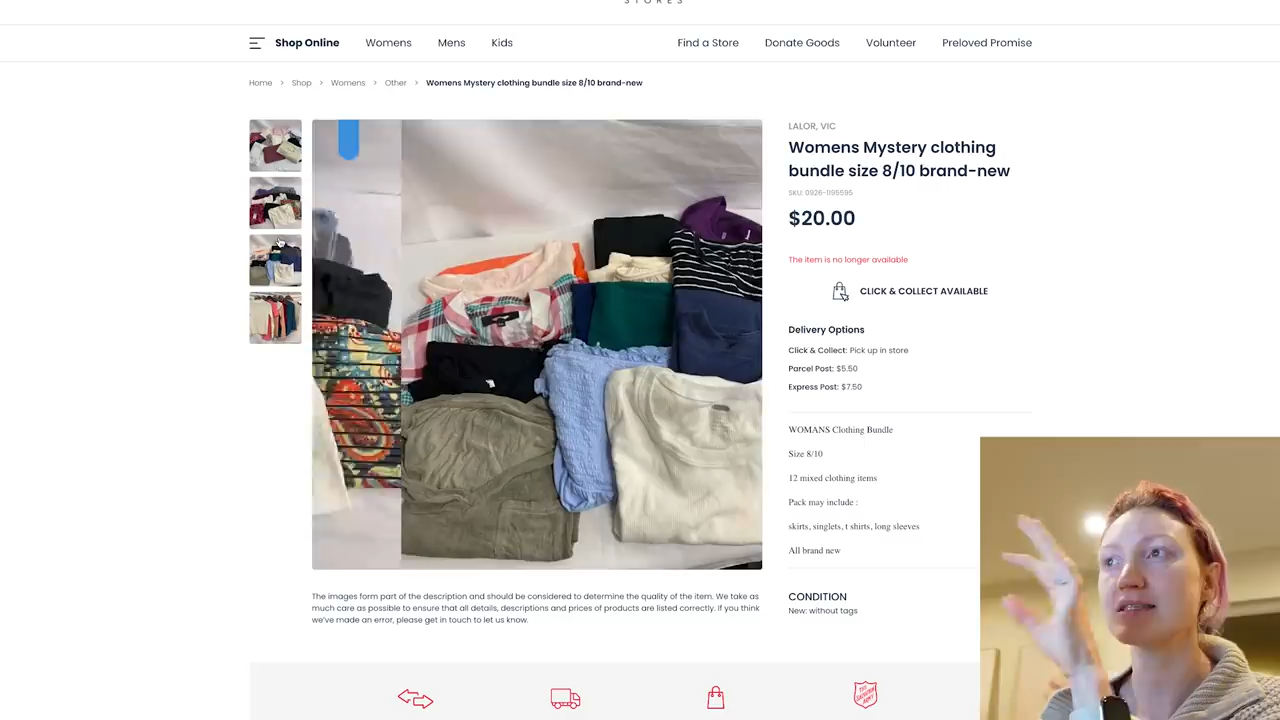 STORES
Shop Online
Womens
Mens
Kids
Find a Store
Donate Goods
Volunteer
Preloved Promise
Home > Shop > Womens > Other > Womens Mystery clothing bundle size 8/10 brand-new
LALOR, VIC
Womens Mystery clothing
bundle size 8/10 brand-new
SKU: 0926-1195595
$20.00
The item is no longer available
CLICK & COLLECT AVAILABLE
Delivery Options
Click & Collect: Pick up in store
Parcel Post: $5.50
Express Post: $7.50
WOMANS Clothing Bundle
Size 8/10
12 mixed clothing items
Pack may include :
skirts, singlets, t shirts, long sleeves
All brand new
CONDITION
New: without tags
The images form part of the description and should be considered to determine the quality of the item. We take as
much care as possible to ensure that all details, descriptions and prices of products are listed correctly. If you think
we've made an error, please get in touch to let us know.
THE
SALVATION
ARMY